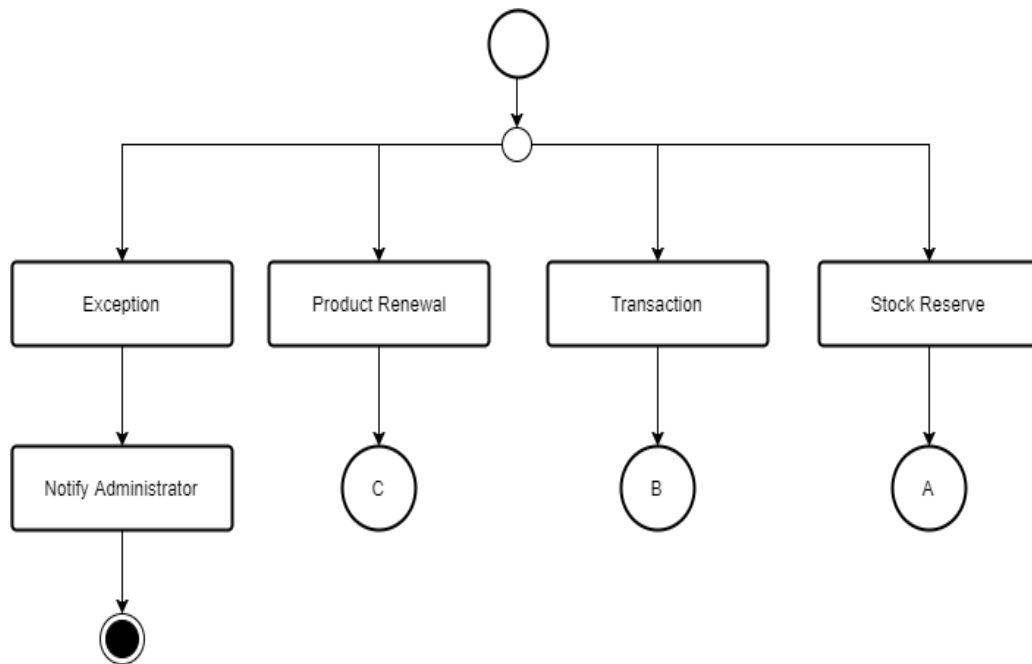 Exception
Product Renewal
Transaction
Stock Reserve
Notify Administrator
C
B
A